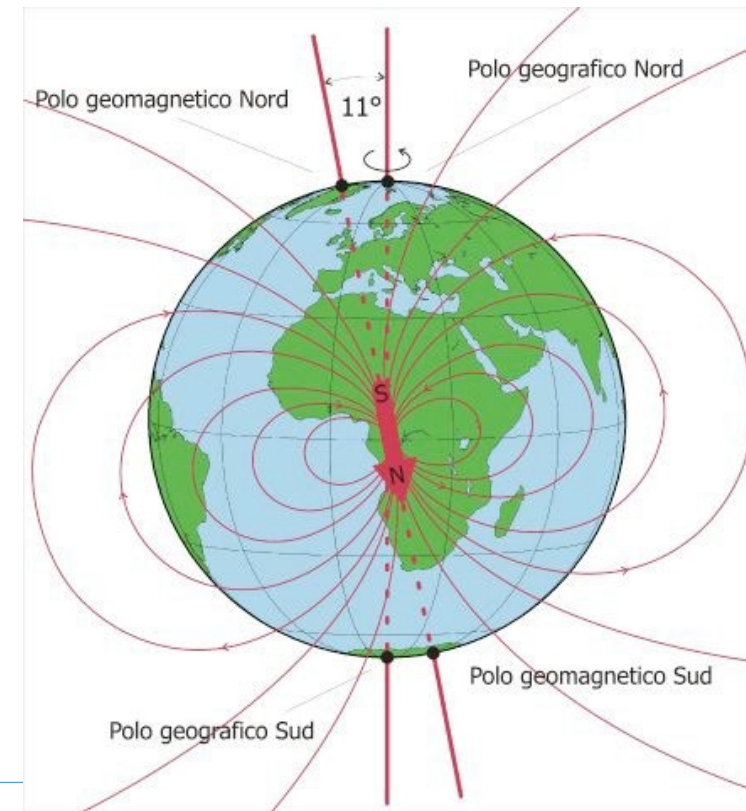 Polo geografico Nord
Polo geomagnetico Nord
11°
S
N
Polo geomagnetico Sud
Polo geografico Sud